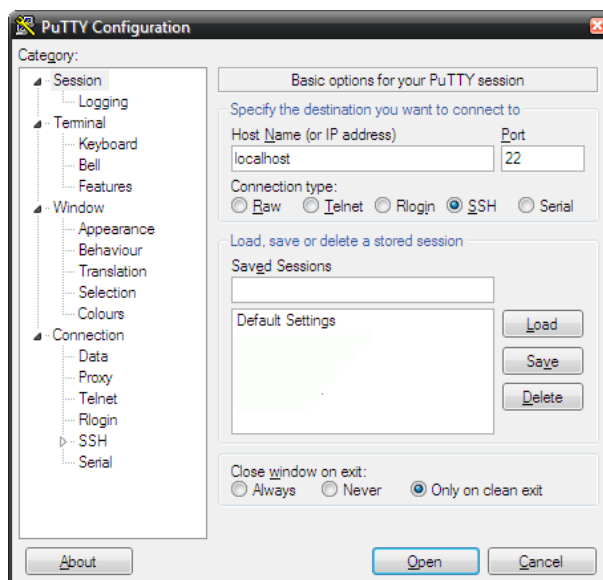 PuTTY Configuration
Category:
Session
Logging
Terminal
Keyboard
Bell
Features
Window
Appearance
Behaviour
Translation
Selection
Colours
Connection
Data
Proxy
Telnet
Rlogin
SSH
Serial
Basic options for your PuTTY session
Specify the destination you want to connect to
Host Name (or IP address) Port
localhost 22
Connection type:
Raw Telnet Rlogin SSH Serial
Load, save or delete a stored session
Saved Sessions
Default Settings
Load
Save
Delete
Close window on exit:
Always Never Only on clean exit
About Open Cancel